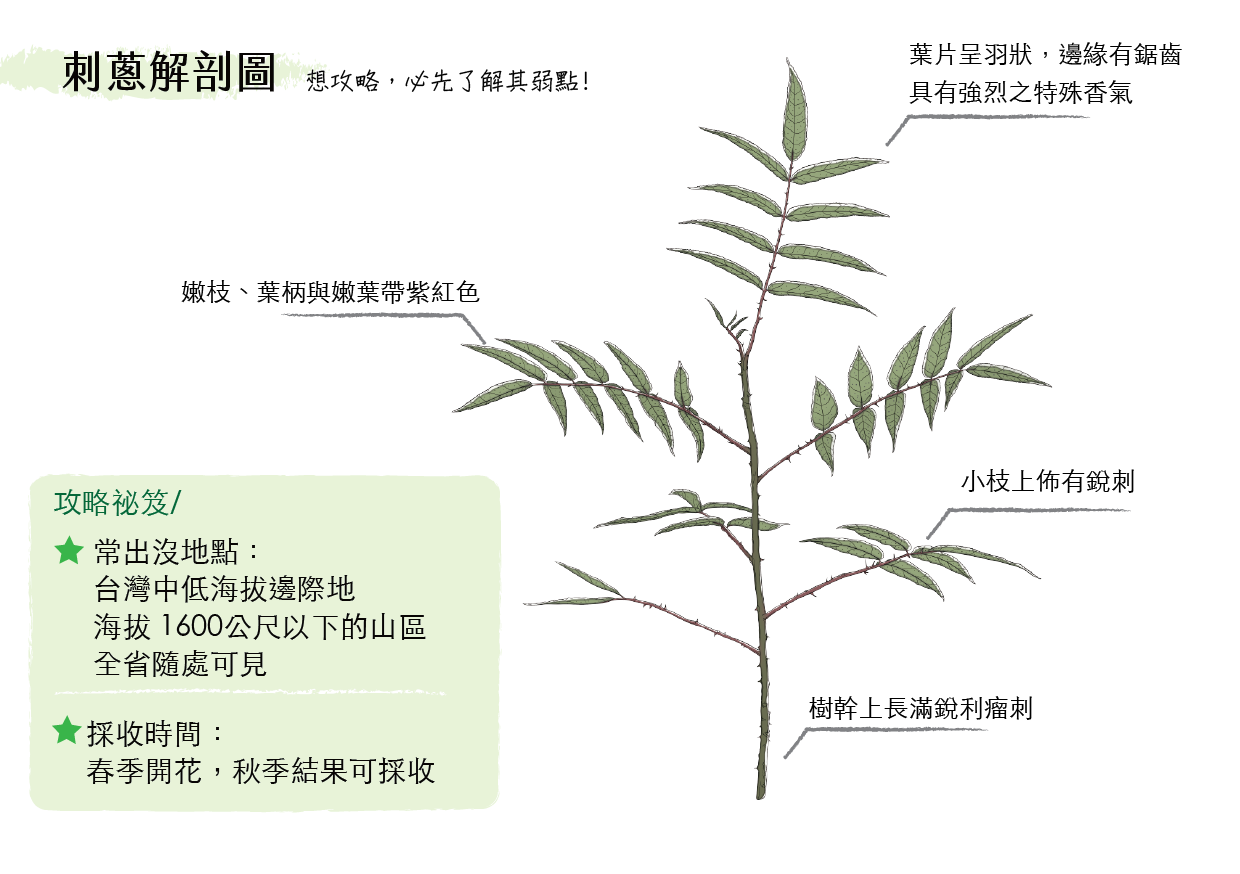 刺蔥解剖圖
想攻略，必先了解其弱點！
葉片呈羽狀，邊緣有鋸齒
具有強烈之特殊香氣
嫩枝、葉柄與嫩葉帶紫紅色
小枝上佈有銳刺
樹幹上長滿銳利瘤刺
攻略祕笈/
常出沒地點：
台灣中低海拔邊際地
海拔 1600公尺以下的山區
全省隨處可見
採收時間：
春季開花，秋季結果可採收